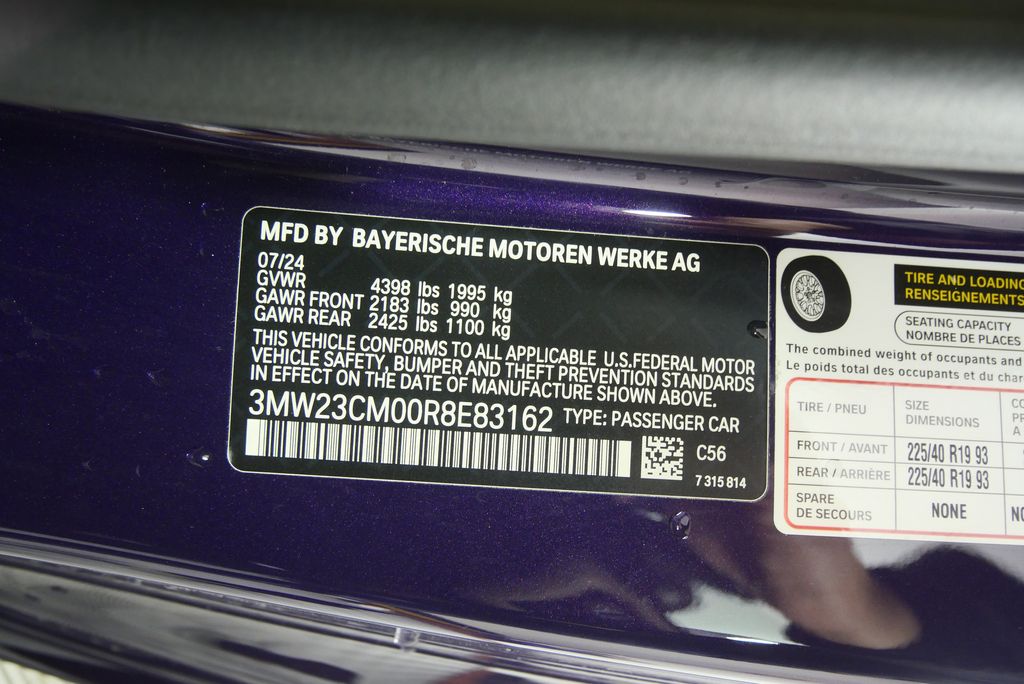 MFD BY BAYERISCHE MOTOREN WERKE AG
07/24
GVWR 4398 lbs 1995 kg
GAWR FRONT 2183 lbs 990 kg
GAWR REAR 2425 lbs 1100 kg
THIS VEHICLE CONFORMS TO ALL APPLICABLE U.S.FEDERAL MOTOR
VEHICLE SAFETY, BUMPER AND THEFT PREVENTION STANDARDS
IN EFFECT ON THE DATE OF MANUFACTURE SHOWN ABOVE.
3MW23CM00R8E83162 TYPE: PASSENGER CAR
C56
7 315 814
TIRE AND LOADING
RENSEIGNEMENTS
SEATING CAPACITY
NOMBRE DE PLACES
The combined weight of occupants and
Le poids total des occupants et du
TIRE / PNEU
SIZE
DIMENSIONS
FRONT / AVANT 225/40 R19 93
REAR / ARRIÈRE 225/40 R19 93
SPARE
DE SECOURS
NONE